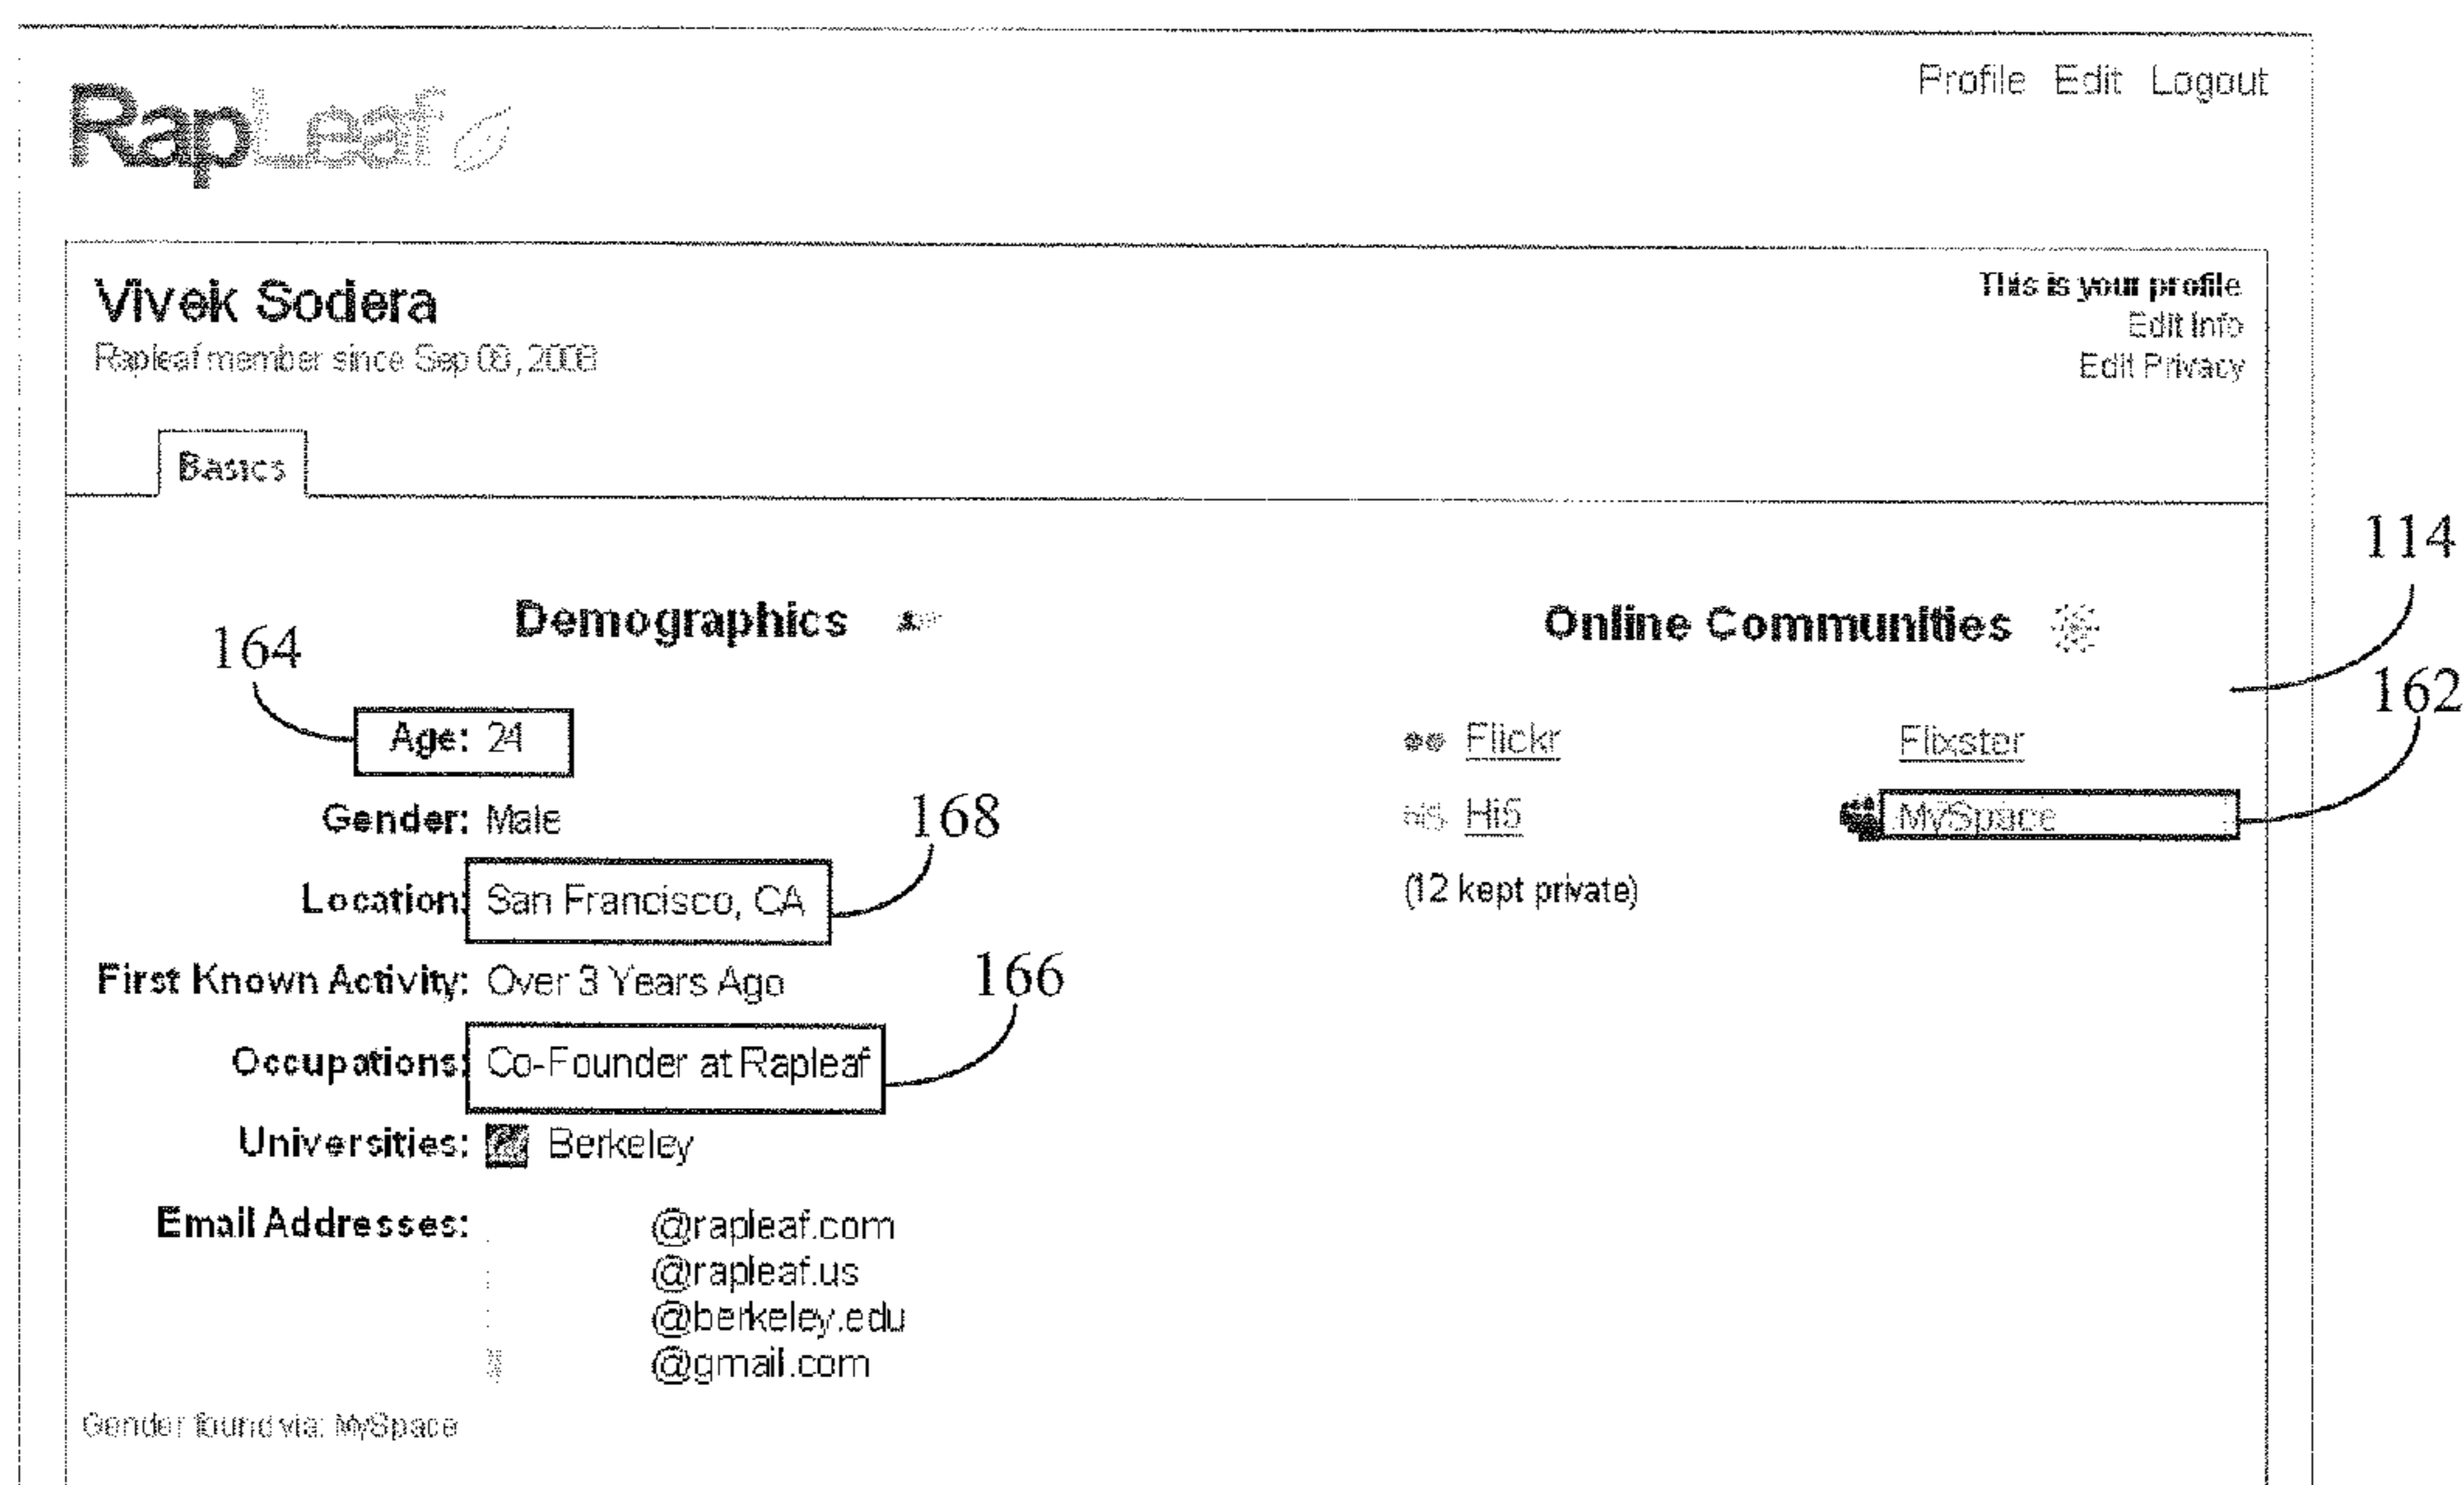 Profile Edit Logout
RapLeaf
Vivek Sodera
Rapleaf member since Sep
This is your profile
Edit Info
Edit Privacy
Basics
114
Demographics
Online Communities
164
162
Age: 24
Flickr
Flixster
Gender: Male
168
Hi5 Hi5
MySpace
Location: San Francisco, CA
(12 kept private)
First Known Activity: Over 3 Years Ago
166
Occupations: Co-Founder at Rapleaf
Universities: Berkeley
Email Addresses: @rapleaf.com
@rapleaf.us
@berkeley.edu
@gmail.com
Gender found via: MySpace